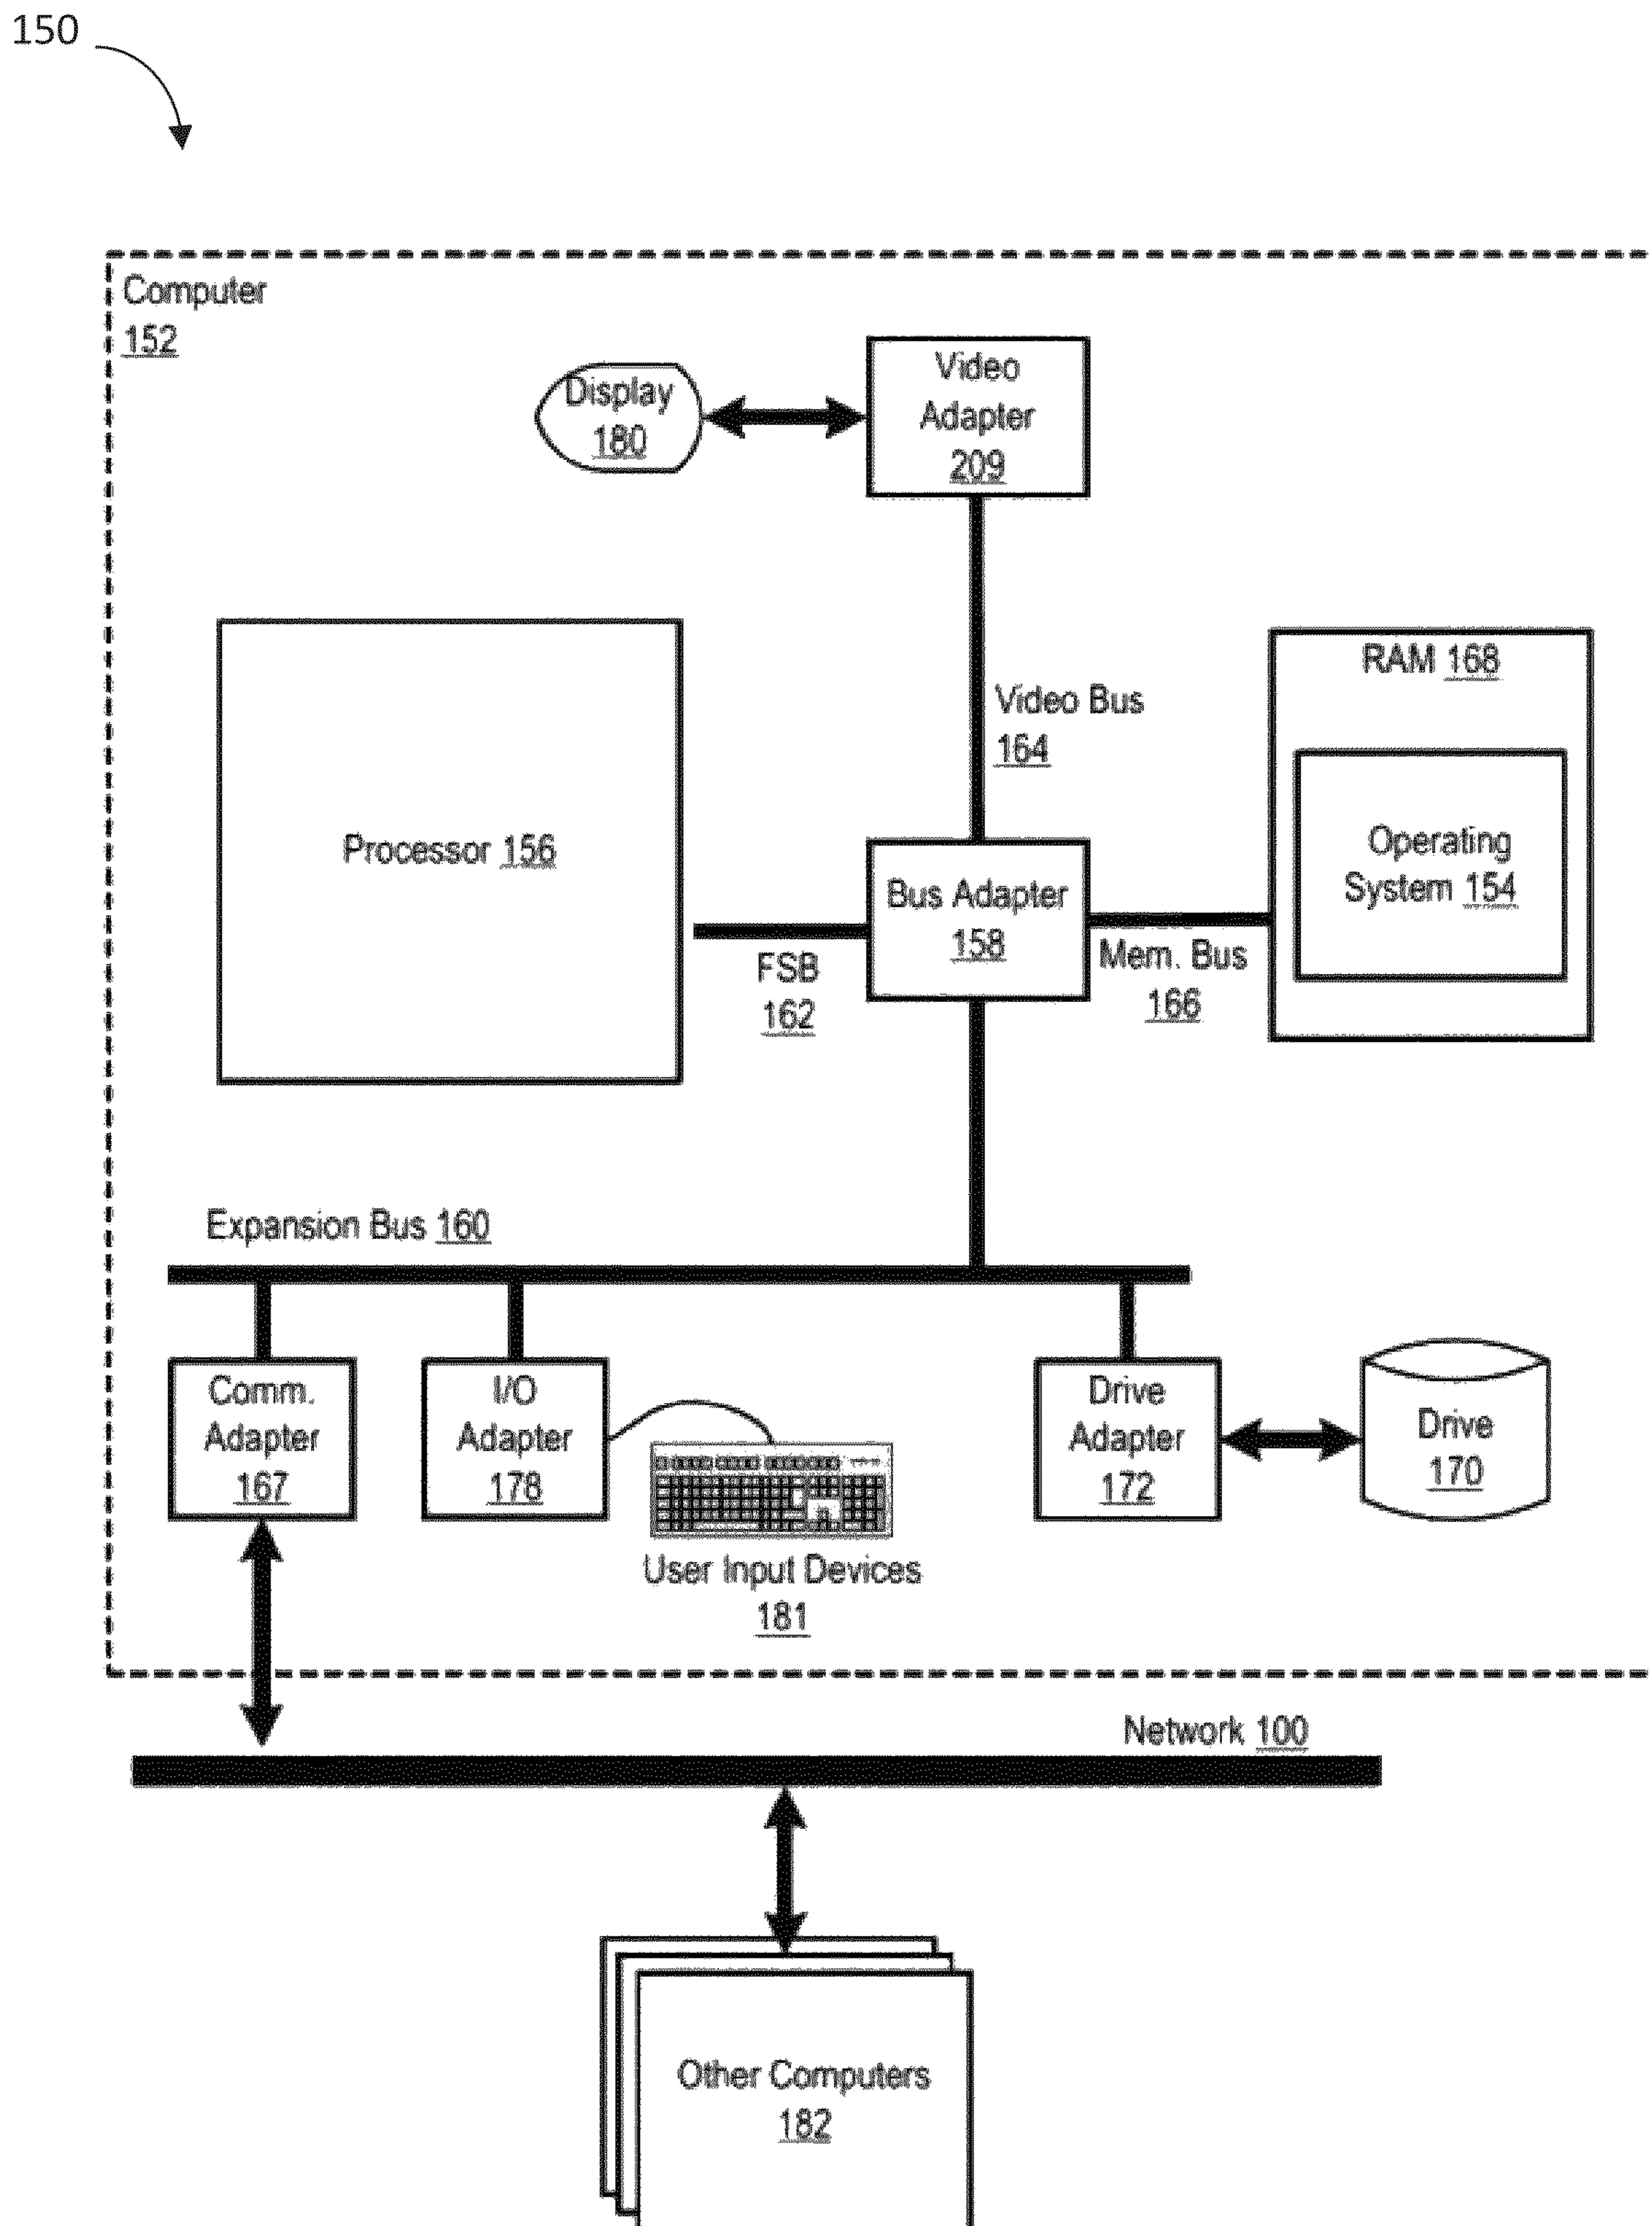 150
Computer
152
Display
180
Video
Adapter
209
Processor 156
Video Bus
164
RAM 168
Operating
System 154
Bus Adapter
158
FSB
162
Mem. Bus
166
Expansion Bus 160
Comm.
Adapter
167
I/O
Adapter
178
User Input Devices
181
Drive
Adapter
172
Drive
170
Network 100
Other Computers
182